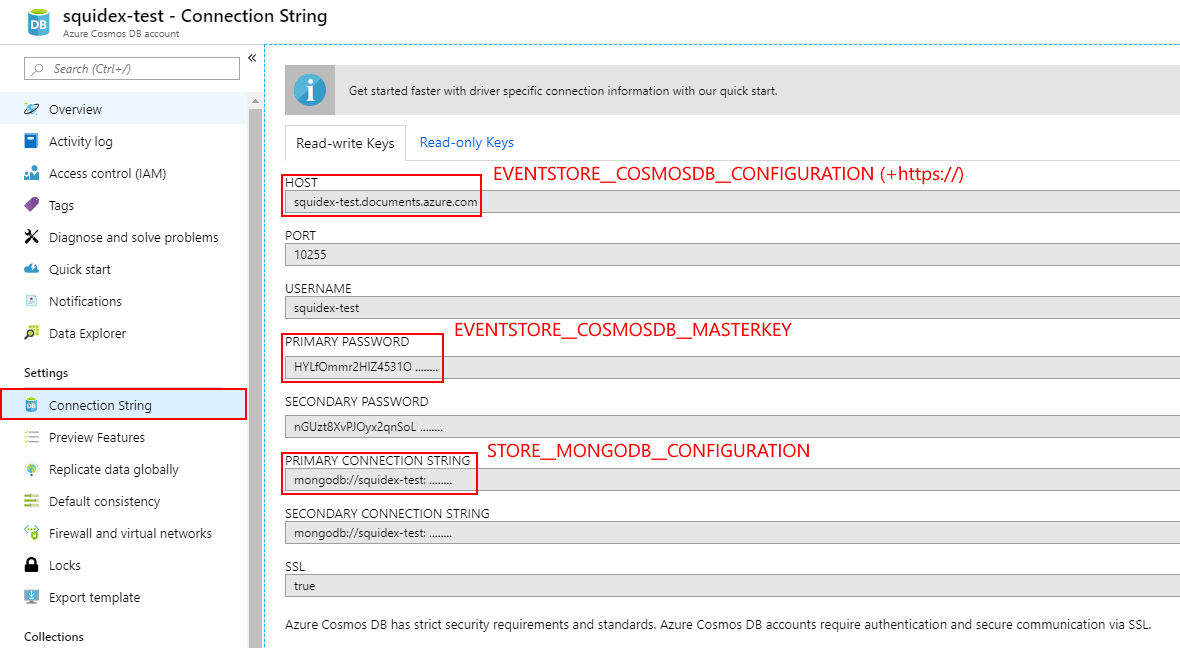 squidex-test - Connection String
Azure Cosmos DB account
Search (Ctrl+/)
«
Overview
Activity log
Access control (IAM)
Tags
Diagnose and solve problems
Quick start
Notifications
Data Explorer
Settings
Connection String
Preview Features
Replicate data globally
Default consistency
Firewall and virtual networks
Locks
Export template
Collections
Get started faster with driver specific connection information with our quick start.
Read-write Keys Read-only Keys
EVENTSTORE__COSMOSDB__CONFIGURATION (+https://)
HOST
squidex-test.documents.azure.com
PORT
10255
USERNAME
squidex-test
EVENTSTORE__COSMOSDB__MASTERKEY
PRIMARY PASSWORD
HYLfOmmr2HIZ4531O ........
SECONDARY PASSWORD
nGUzt8XvPJOyx2qnSoL ........
STORE__MONGODB__CONFIGURATION
PRIMARY CONNECTION STRING
mongodb://squidex-test: ........
SECONDARY CONNECTION STRING
mongodb://squidex-test: ........
SSL
true
Azure Cosmos DB has strict security requirements and standards. Azure Cosmos DB accounts require authentication and secure communication via SSL.